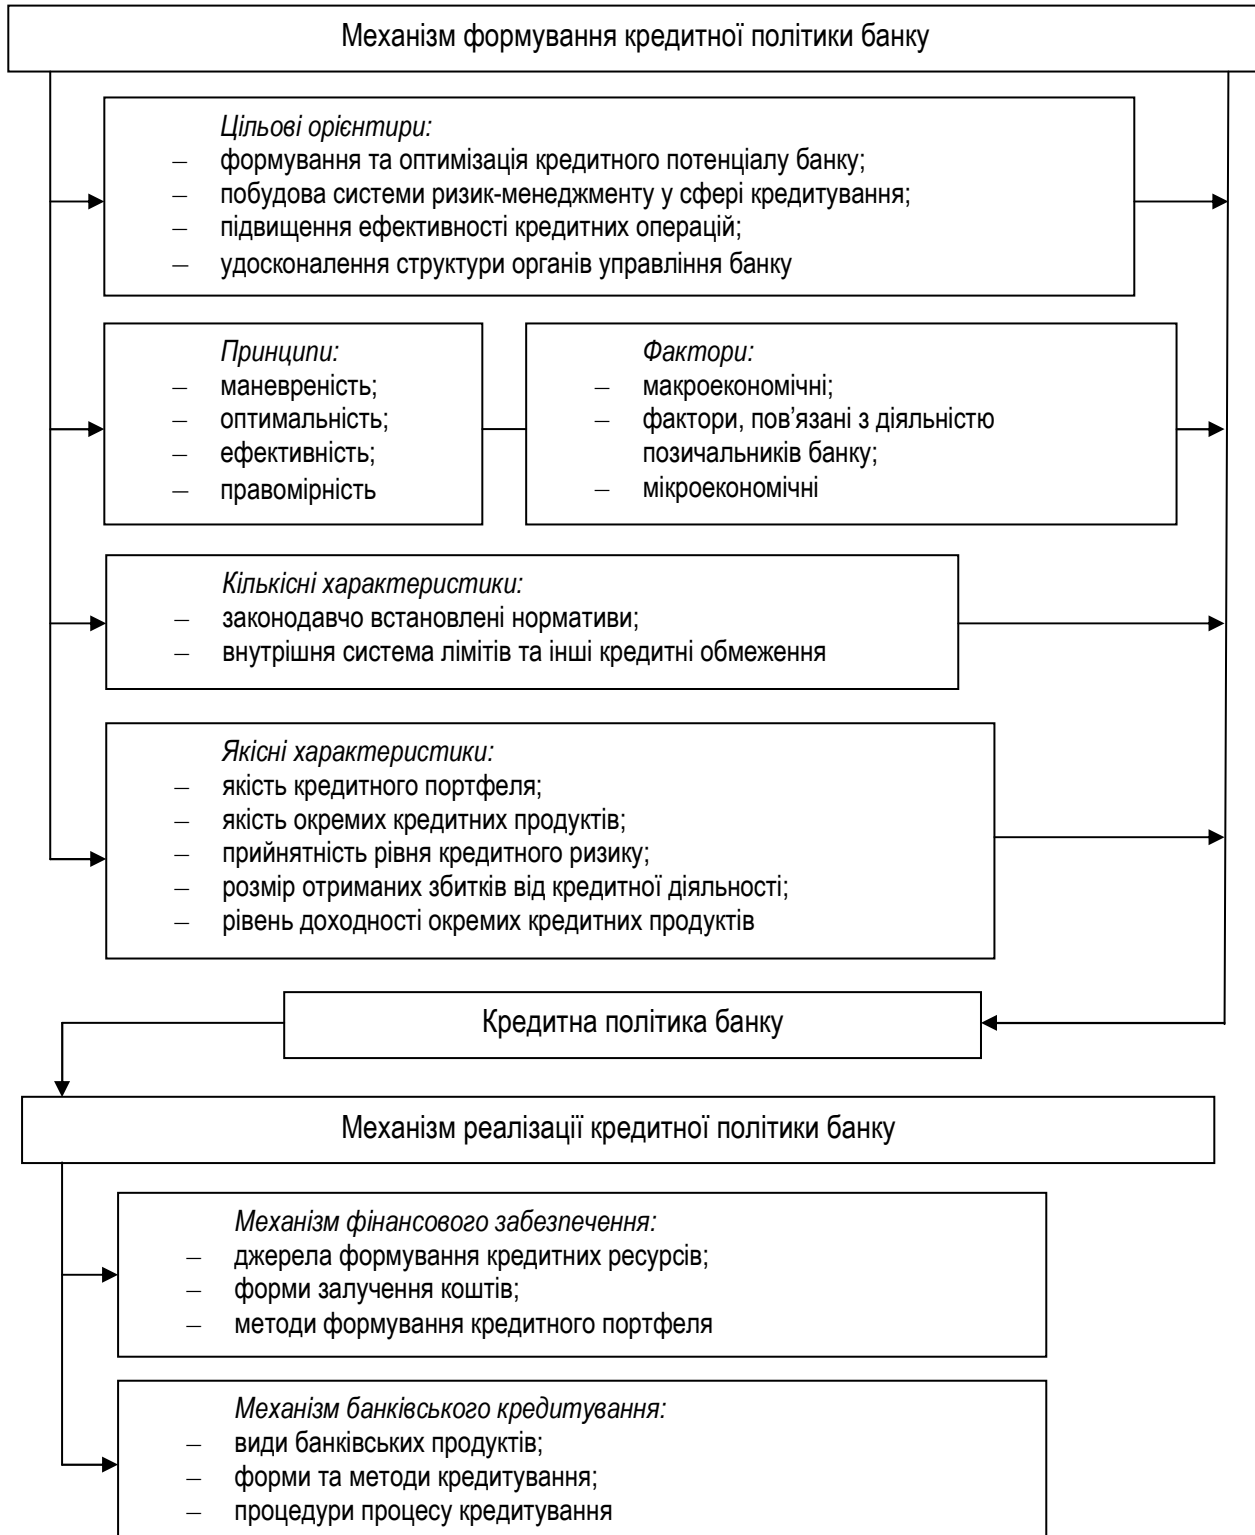 Механізм формування кредитної політики банку
Цільові орієнтири:
– формування та оптимізація кредитного потенціалу банку;
– побудова системи ризик-менеджменту у сфері кредитування;
– підвищення ефективності кредитних операцій;
– удосконалення структури органів управління банку
Принципи:
– маневреність;
– оптимальність;
– ефективність;
– правомірність
Фактори:
– макроекономічні;
– фактори, пов’язані з діяльністю
позичальників банку;
– мікроекономічні
Кількісні характеристики:
– законодавчо встановлені нормативи;
– внутрішня система лімітів та інші кредитні обмеження
Якісні характеристики:
– якість кредитного портфеля;
– якість окремих кредитних продуктів;
– прийнятність рівня кредитного ризику;
– розмір отриманих збитків від кредитної діяльності;
– рівень доходності окремих кредитних продуктів
Кредитна політика банку
Механізм реалізації кредитної політики банку
Механізм фінансового забезпечення:
– джерела формування кредитних ресурсів;
– форми залучення коштів;
– методи формування кредитного портфеля
Механізм банківського кредитування:
– види банківських продуктів;
– форми та методи кредитування;
– процедури процесу кредитування